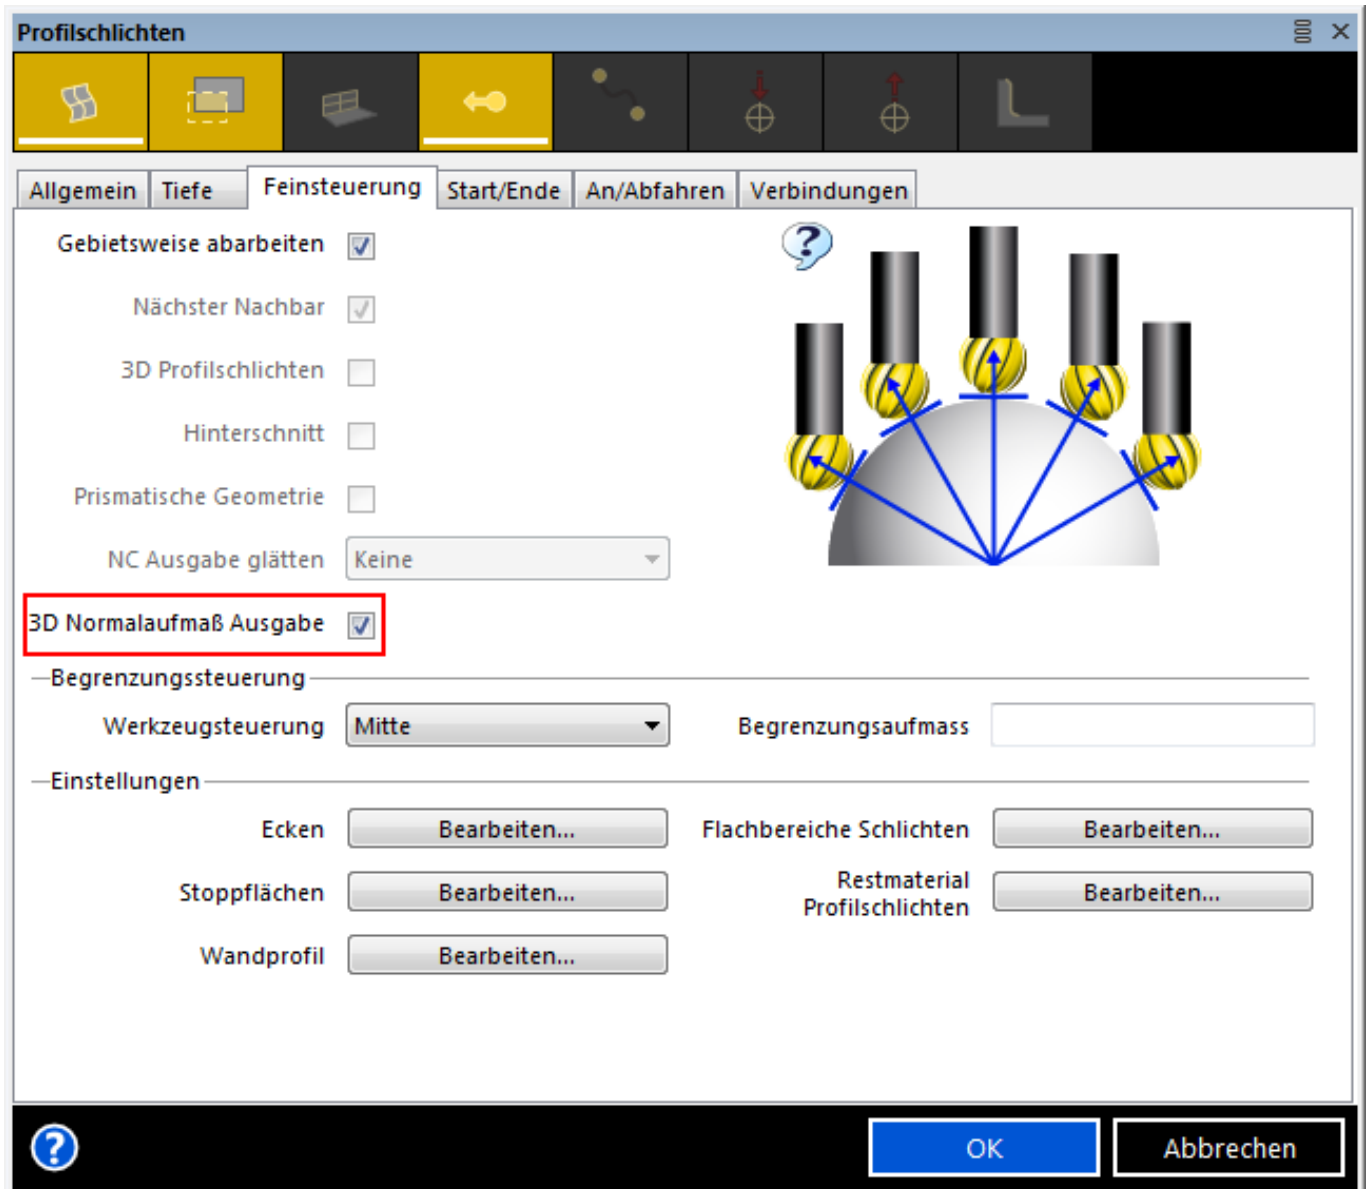 Profilschlichten
Allgemein Tiefe Feinsteuerung Start/Ende An/Abfahren Verbindungen
Gebietsweise abarbeiten
?
Nächster Nachbar
3D Profilschlichten
Hinterschnitt
Prismatische Geometrie
NC Ausgabe glätten Keine
3D Normalaufmaß Ausgabe
Begrenzungssteuerung
Werkzeugsteuerung Mitte Begrenzungsaufmass
Einstellungen
Ecken Bearbeiten... Flachbereiche Schlichten Bearbeiten...
Stoppflächen Bearbeiten... Restmaterial
Profilschlichten Bearbeiten...
Wandprofil Bearbeiten...
? OK Abbrechen